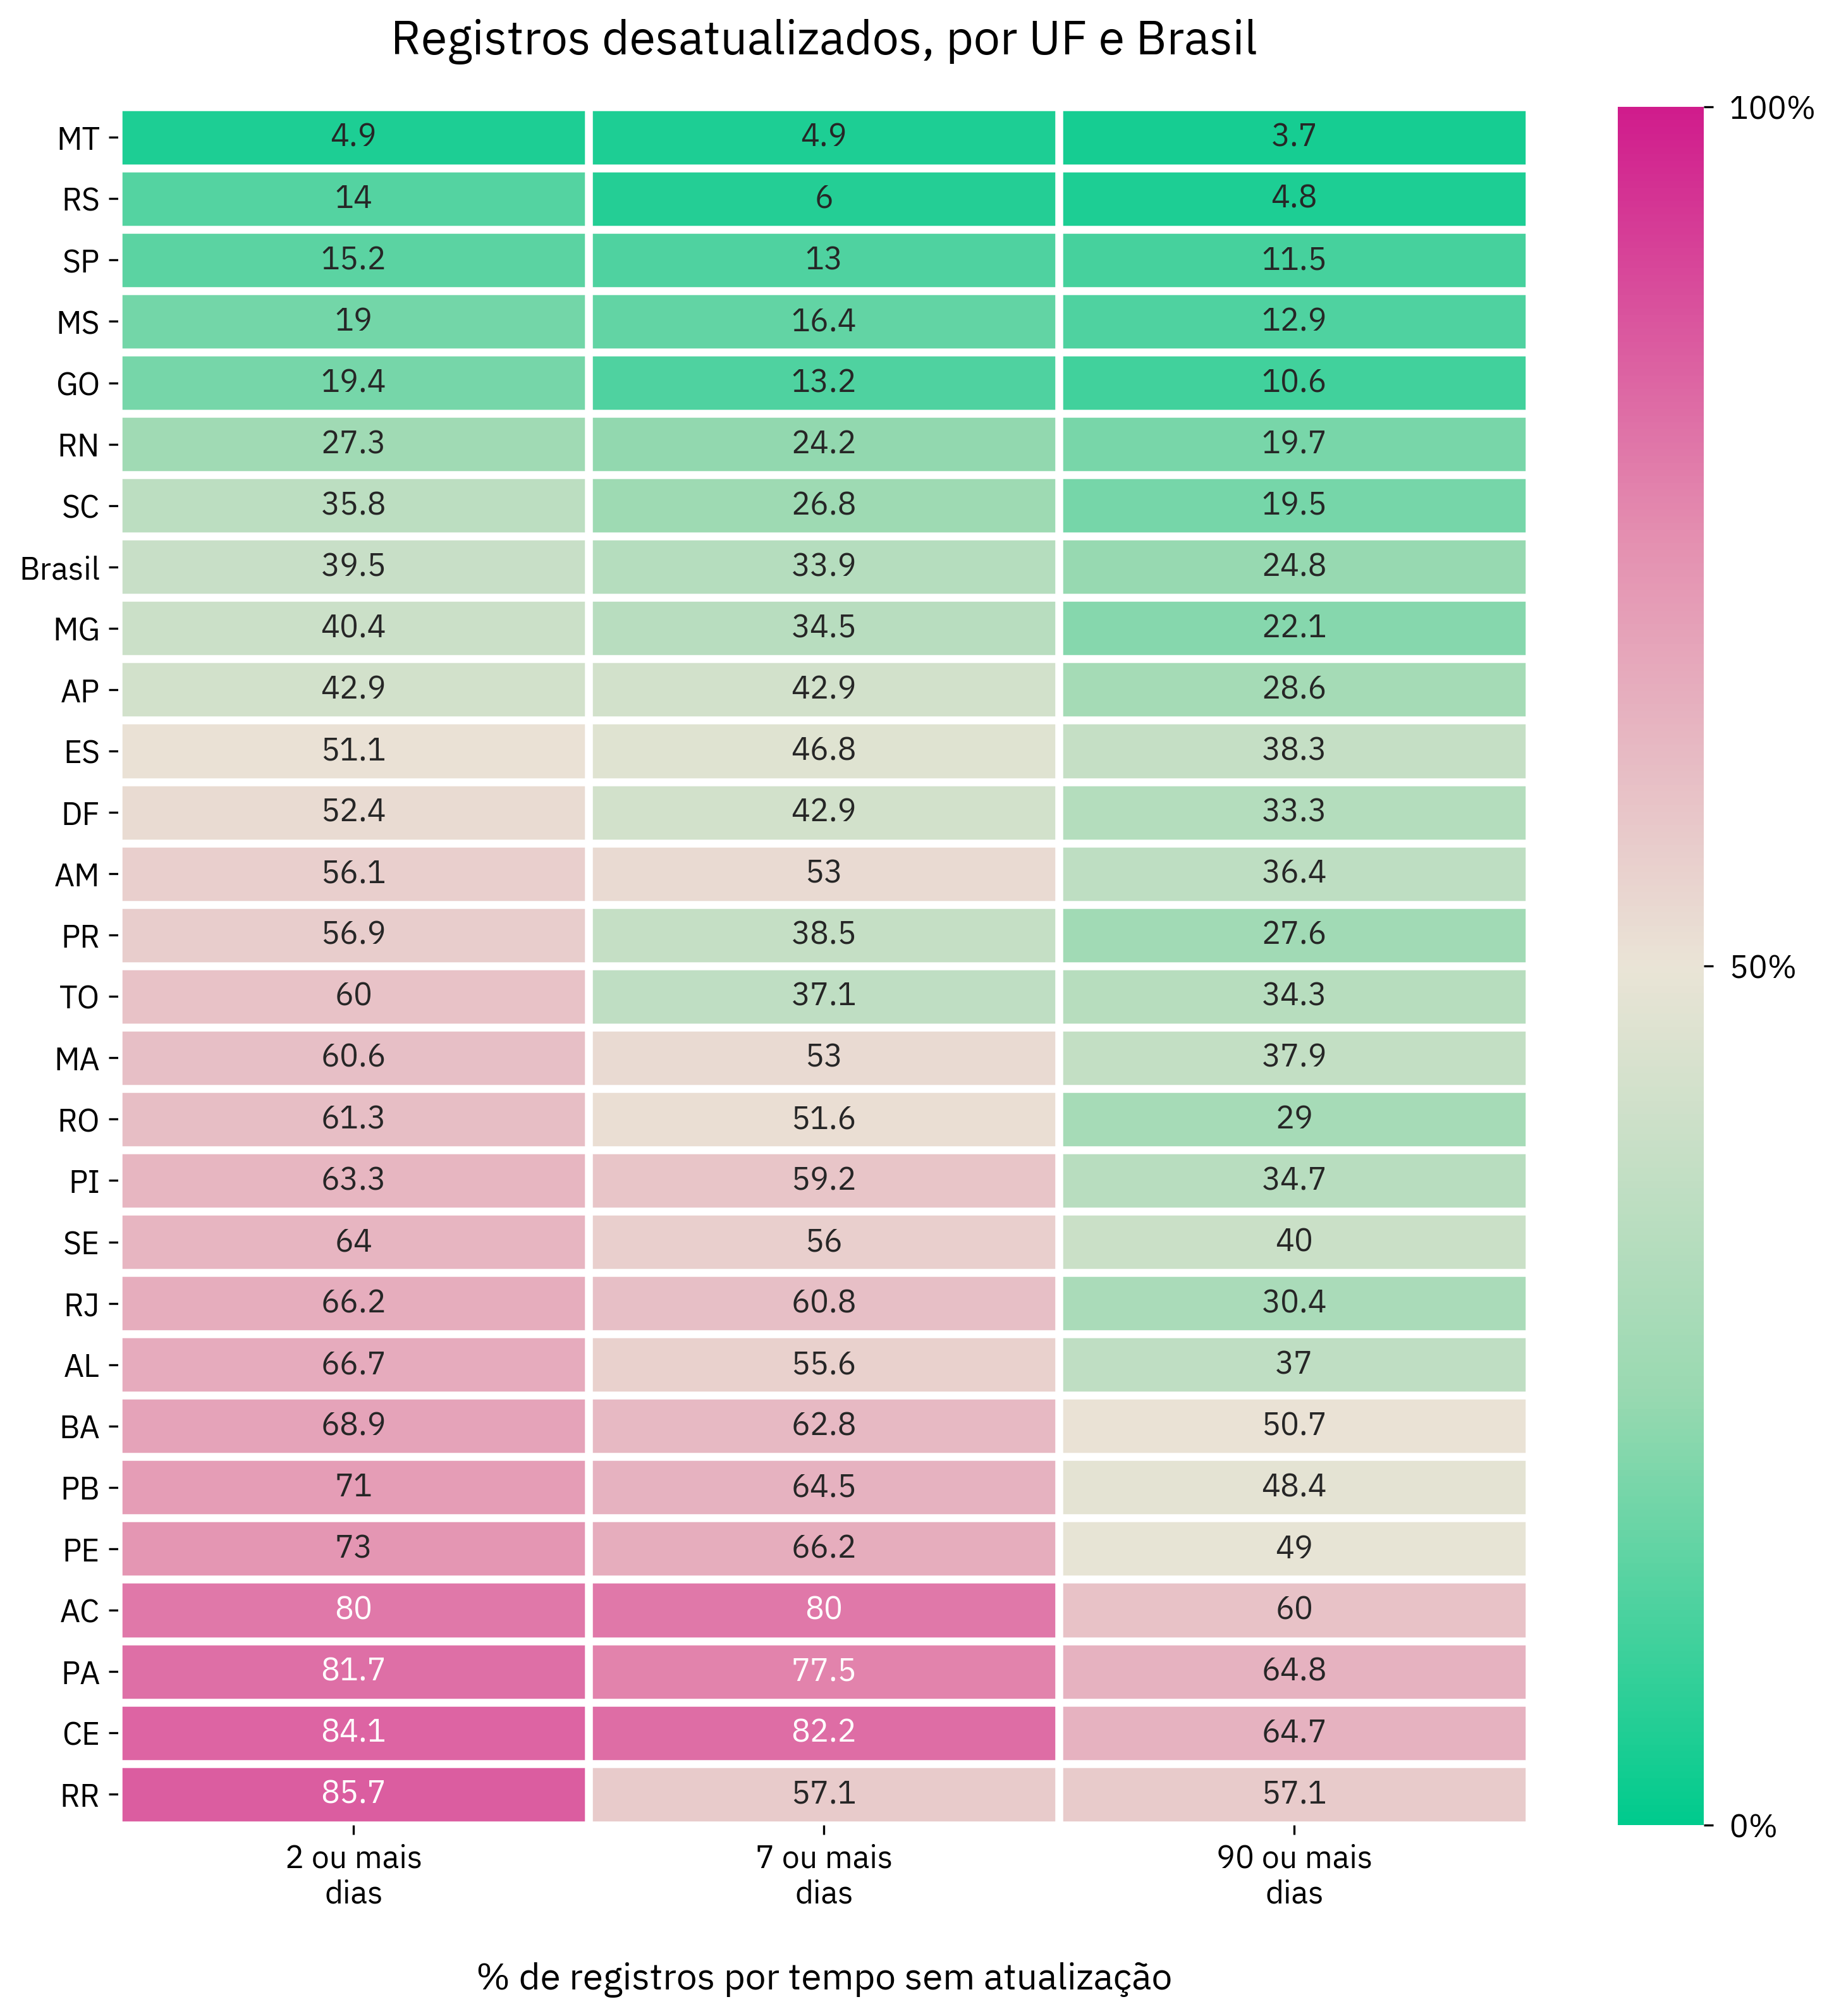 Registros desatualizados, por UF e Brasil
100%
MT 4.9 4.9 3.7
RS 14 6 4.8
SP 15.2 13 11.5
MS 19 16.4 12.9
GO 19.4 13.2 10.6
RN 27.3 24.2 19.7
SC 35.8 26.8 19.5
Brasil 39.5 33.9 24.8
MG 40.4 34.5 22.1
AP 42.9 42.9 28.6
ES 51.1 46.8 38.3
DF 52.4 42.9 33.3
AM 56.1 53 36.4
PR 56.9 38.5 27.6
50%
TO 60 37.1 34.3
MA 60.6 53 37.9
RO 61.3 51.6 29
PI 63.3 59.2 34.7
SE 64 56 40
RJ 66.2 60.8 30.4
AL 66.7 55.6 37
BA 68.9 62.8 50.7
PB 71 64.5 48.4
PE 73 66.2 49
AC 80 80 60
PA 81.7 77.5 64.8
CE 84.1 82.2 64.7
RR 85.7 57.1 57.1
0%
2 ou mais 7 ou mais 90 ou mais
dias dias dias
% de registros por tempo sem atualização